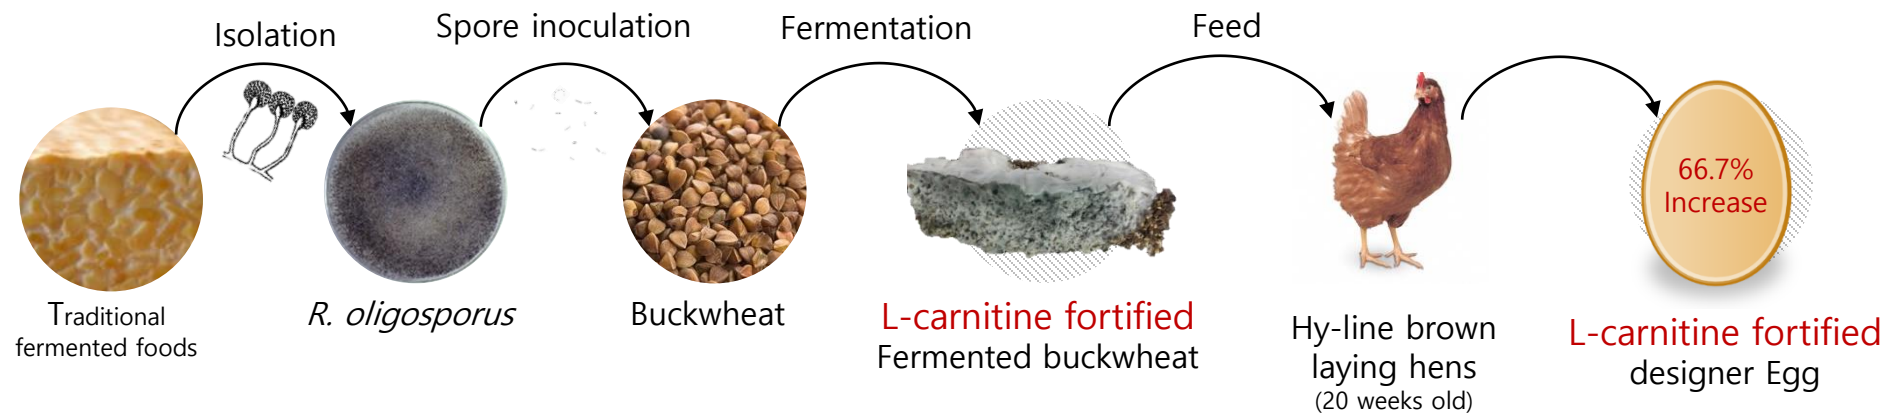 Isolation
Spore inoculation
Fermentation
Feed
66.7%
Increase
Traditional
fermented foods
R. oligosporus
Buckwheat
L-carnitine fortified
Fermented buckwheat
Hy-line brown
laying hens
(20 weeks old)
L-carnitine fortified
designer Egg